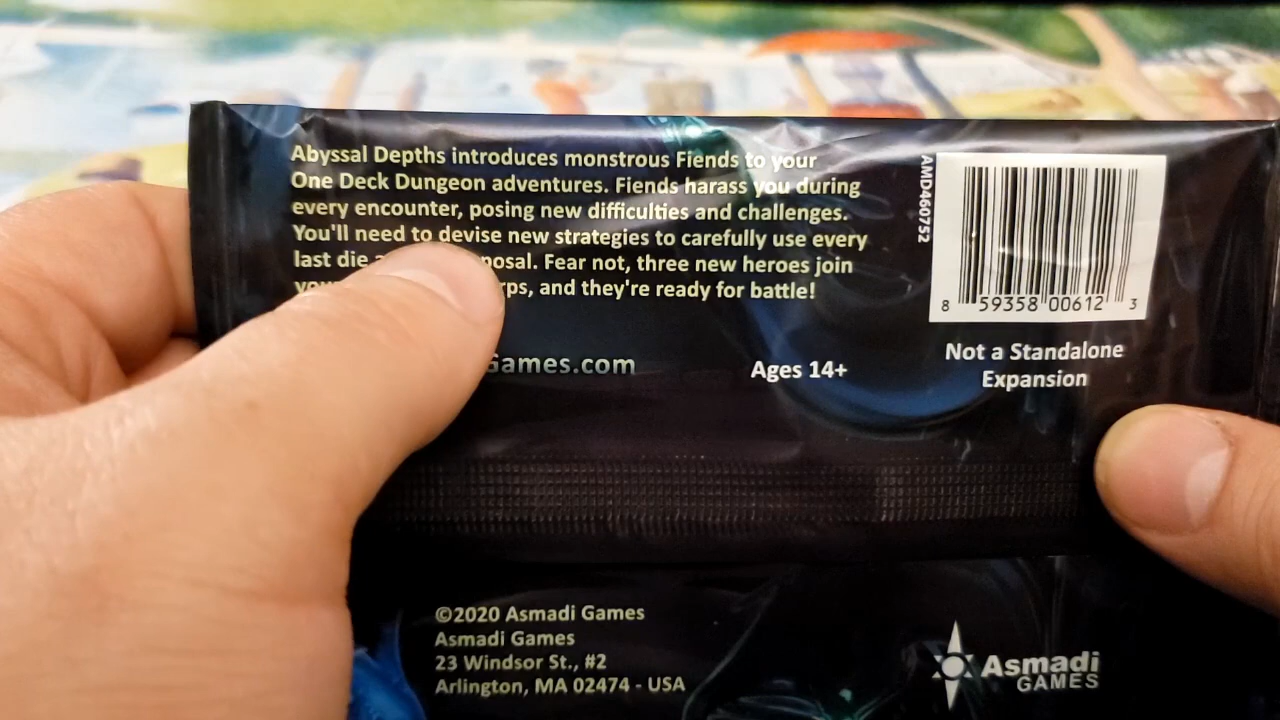 Abyssal Depths introduces monstrous Fiends to your
One Deck Dungeon adventures. Fiends harass you during
every encounter, posing new difficulties and challenges.
You'll need to devise new strategies to carefully use every
last die posal. Fear not, three new heroes join
rps, and they're ready for battle!
Games.com
Ages 14+
AMD460752
8 59358 00612 3
Not a Standalone
Expansion
©2020 Asmadi Games
Asmadi Games
23 Windsor St., #2
Arlington, MA 02474 - USA
Asmadi
GAMES